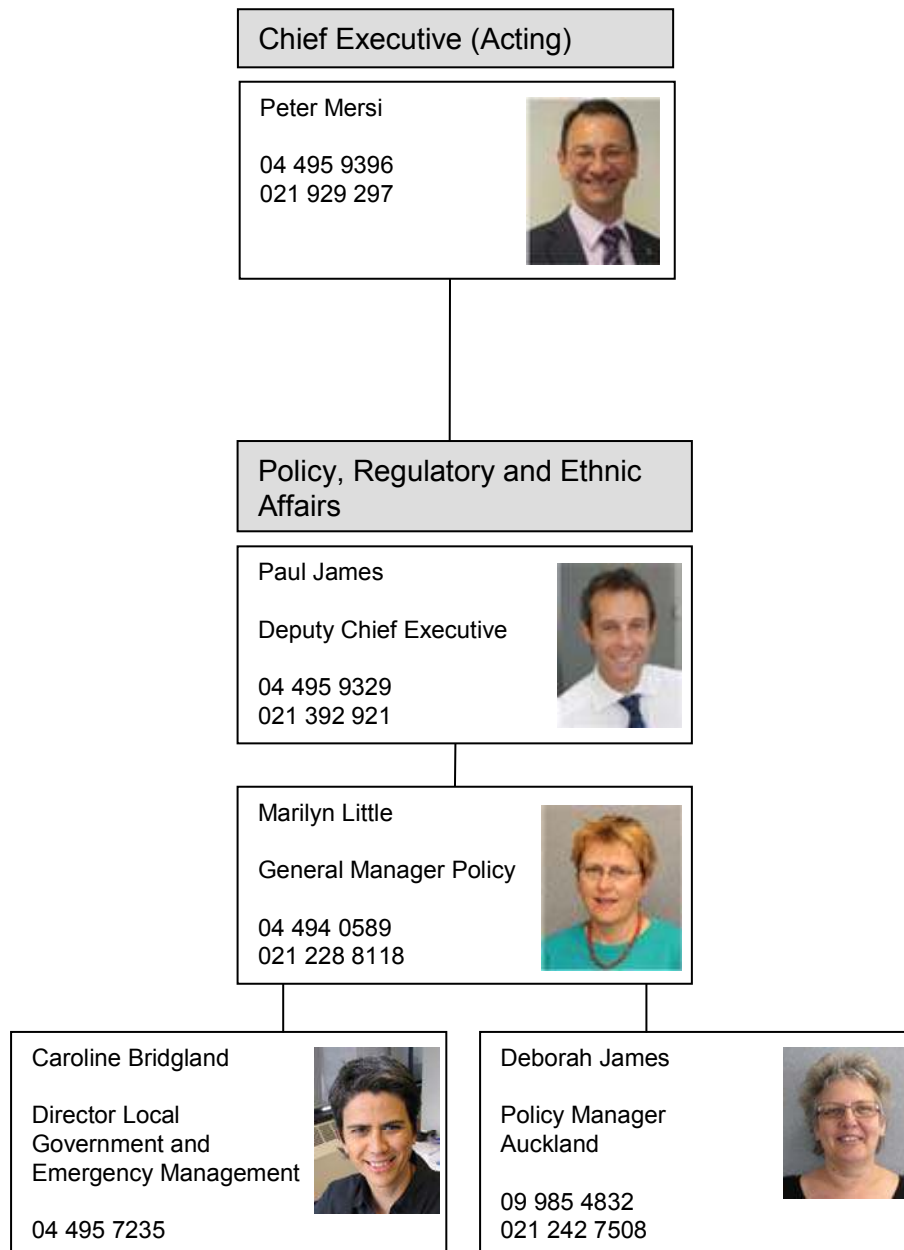 Chief Executive (Acting)
Peter Mersi
04 495 9396
021 929 297
Policy, Regulatory and Ethnic
Affairs
Paul James
Deputy Chief Executive
04 495 9329
021 392 921
Marilyn Little
General Manager Policy
04 494 0589
021 228 8118
Caroline Bridgland
Director Local
Government and
Emergency Management
04 495 7235
Deborah James
Policy Manager
Auckland
09 985 4832
021 242 7508